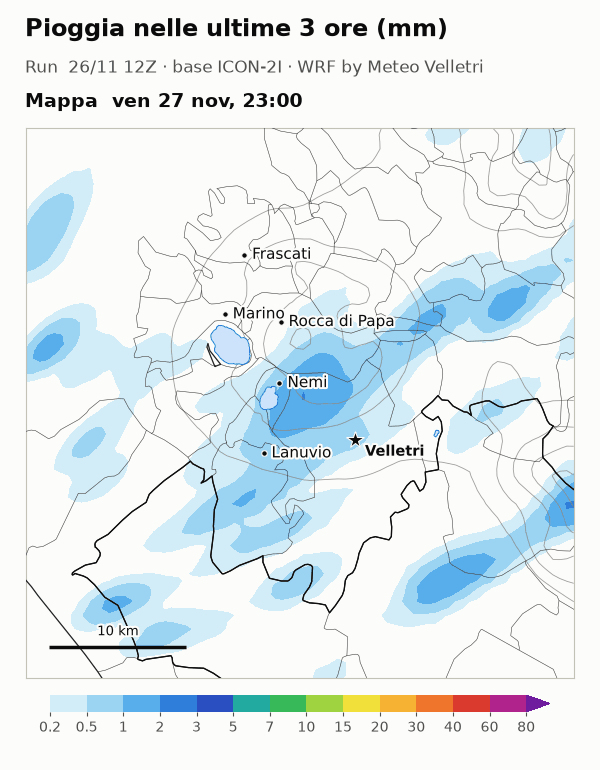 Pioggia nelle ultime 3 ore (mm)
Run 26/11 12Z · base ICON-2I · WRF by Meteo Velletri
Mappa ven 27 nov, 23:00
Frascati
Marino
Rocca di Papa
Nemi
Velletri
Lanuvio
10 km
0.2 0.5 1 2 3 5 7 10 15 20 30 40 60 80